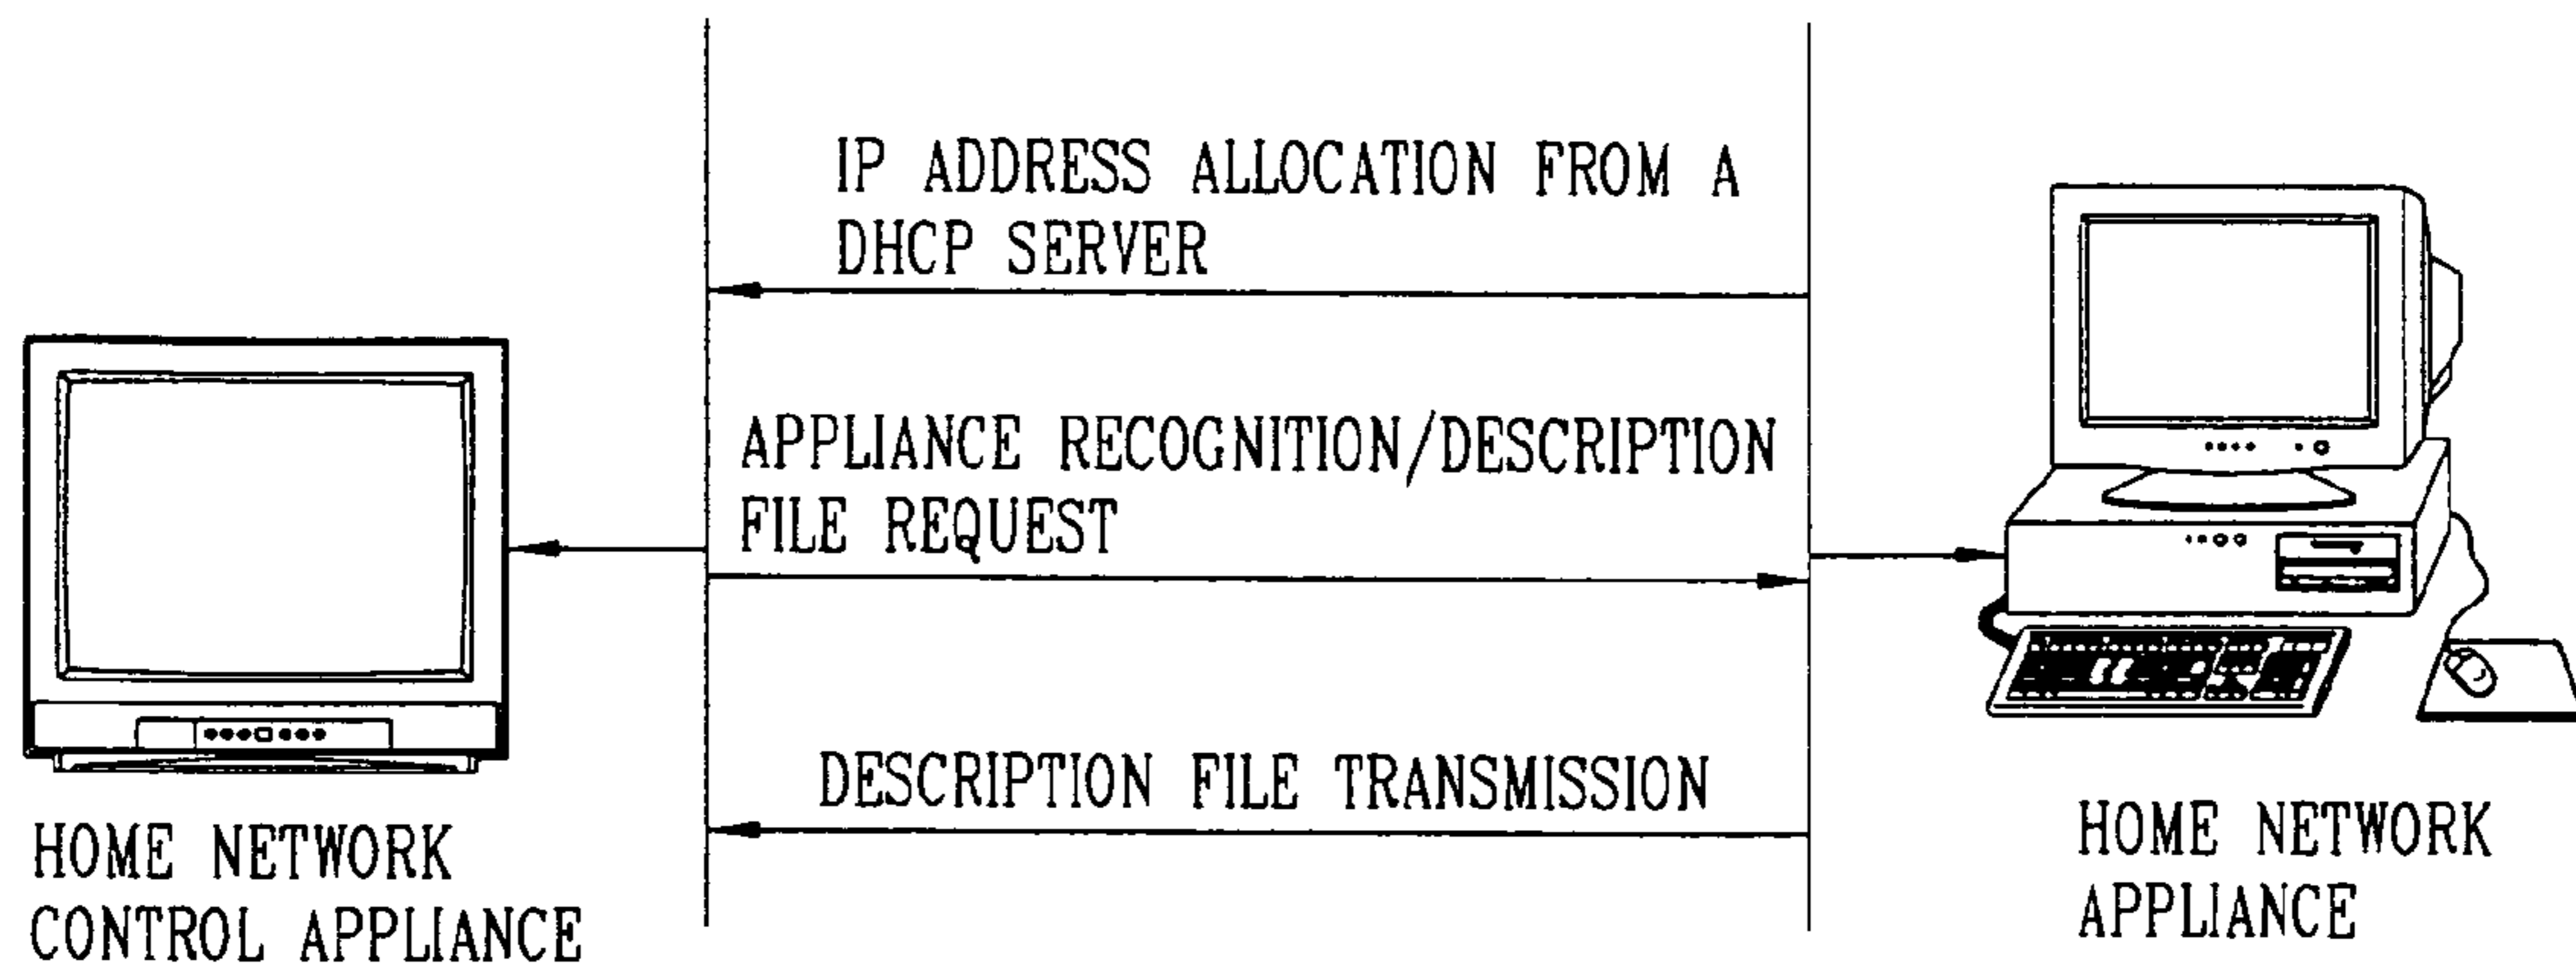 IP ADDRESS ALLOCATION FROM A
DHCP SERVER
APPLIANCE RECOGNITION/DESCRIPTION
FILE REQUEST
DESCRIPTION FILE TRANSMISSION
HOME NETWORK
CONTROL APPLIANCE
HOME NETWORK
APPLIANCE